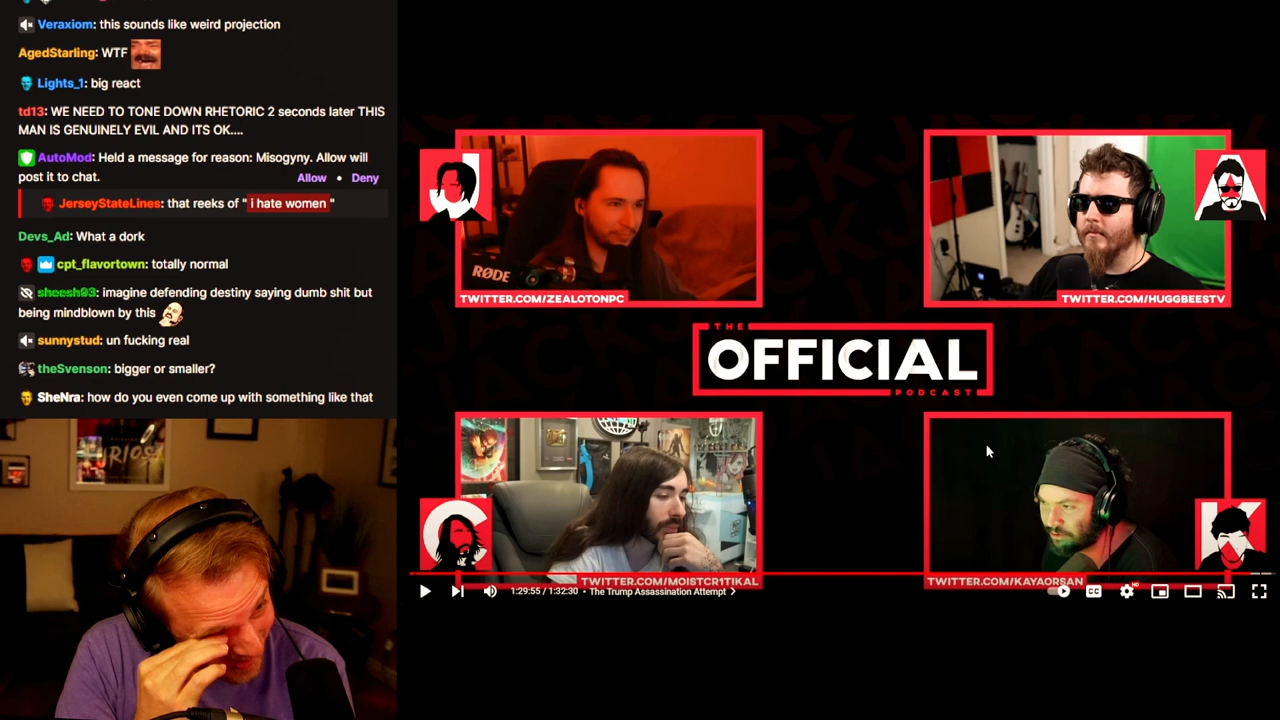 Veraxiom: this sounds like weird projection
AgedStarling: WTF
Lights_1: big react
td13: WE NEED TO TONE DOWN RHETORIC 2 seconds later THIS
MAN IS GENUINELY EVIL AND ITS OK....
AutoMod: Held a message for reason: Misogyny. Allow will
post it to chat.
Allow • Deny
JerseyStateLines: that reeks of " i hate women "
Devs_Ad: What a dork
cpt_flavortown: totally normal
sheesh93: imagine defending destiny saying dumb shit but
being mindblown by this
sunnystud: un fucking real
theSvenson: bigger or smaller?
SheNra: how do you even come up with something like that
J
RØDE
TWITTER.COM/ZEALOTONPC
A
TWITTER.COM/HUGGBEESTV
THE
OFFICIAL
PODCAST
C
TWITTER.COM/MOISTCR1TIKAL
K
TWITTER.COM/KAYAORSAN
1:29:55 / 1:32:30 • The Trump Assassination Attempt
CC
HD